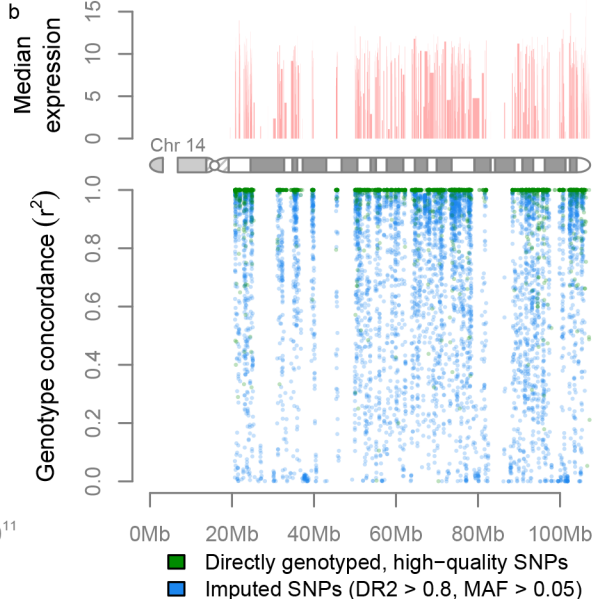 b
Median
expression
15
10
5
0
Chr 14
Genotype concordance (r²)
1.0
0.8
0.6
0.4
0.2
0.0
11
0Mb 20Mb 40Mb 60Mb 80Mb 100Mb
Directly genotyped, high−quality SNPs
Imputed SNPs (DR2 > 0.8, MAF > 0.05)